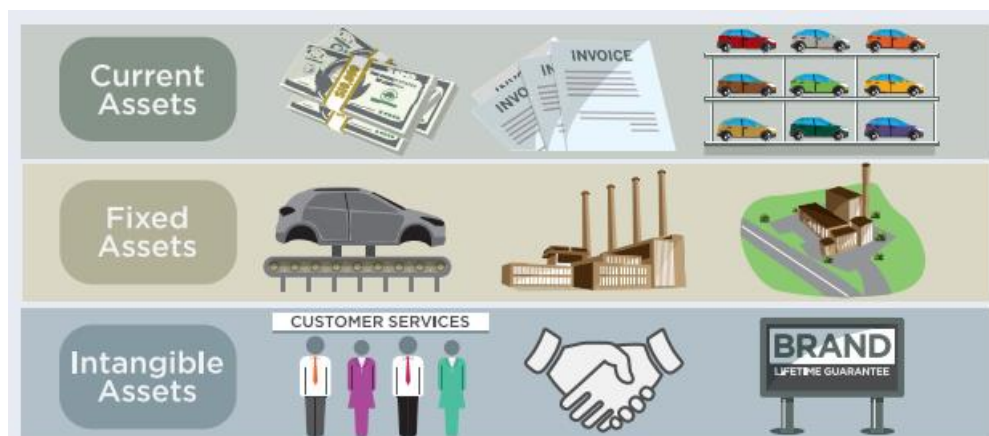 Current
Assets
INVOICE
Fixed
Assets
CUSTOMER SERVICES
Intangible
Assets
BRAND
LIFETIME GUARANTEE